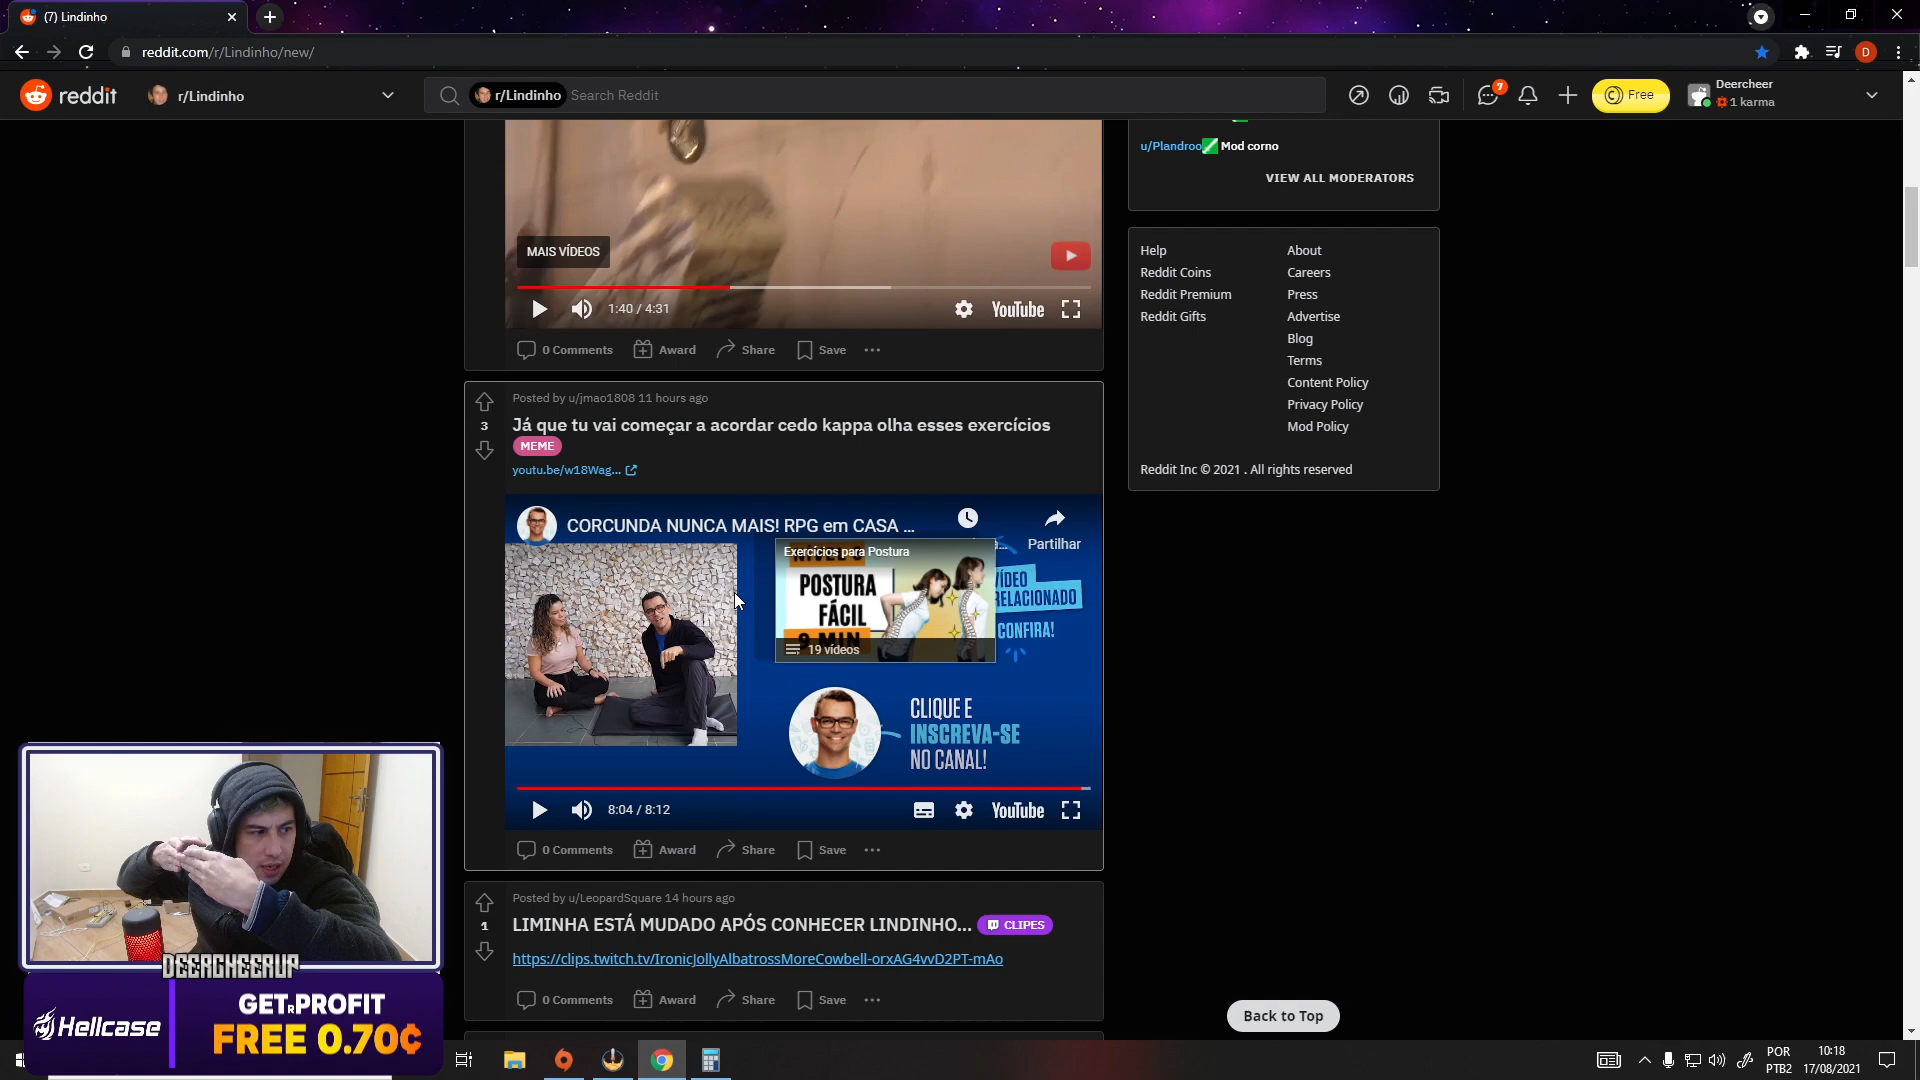 (7) Lindinho
reddit.com/r/Lindinho/new/
reddit
r/Lindinho
r/Lindinho
Search Reddit
7
Free
Deercheer
1 karma
u/Plandroo
Mod corno
VIEW ALL MODERATORS
MAIS VÍDEOS
1:40 / 4:31
YouTube
0 Comments
Award
Share
Save
Help
About
Reddit Coins
Careers
Reddit Premium
Press
Reddit Gifts
Advertise
Blog
Terms
Content Policy
Privacy Policy
Mod Policy
Reddit Inc © 2021 . All rights reserved
Posted by u/jmao1808 11 hours ago
3
Já que tu vai começar a acordar cedo kappa olha esses exercícios
MEME
youtu.be/w18Wag...
CORCUNDA NUNCA MAIS! RPG em CASA ...
Partilhar
Exercícios para Postura
POSTURA
FÁCIL
9 MIN
19 vídeos
VÍDEO
RELACIONADO
CONFIRA!
CLIQUE E
INSCREVA-SE
NO CANAL!
8:04 / 8:12
YouTube
0 Comments
Award
Share
Save
Posted by u/LeopardSquare 14 hours ago
1
LIMINHA ESTÁ MUDADO APÓS CONHECER LINDINHO...
CLIPES
https://clips.twitch.tv/IronicJollyAlbatrossMoreCowbell-orxAG4vvD2PT-mAo
0 Comments
Award
Share
Save
Back to Top
DEERCHEERUP
Hellcase
GET PROFIT
FREE 0.70¢
POR
PTB2
10:18
17/08/2021
D